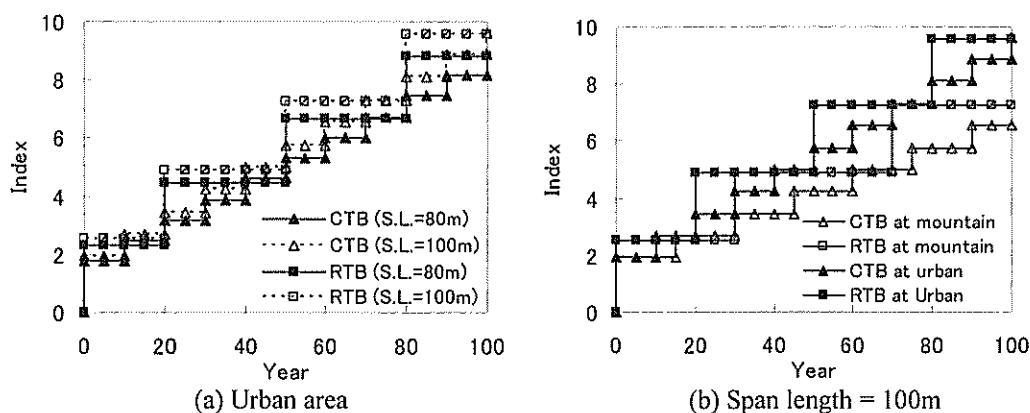 10
8
6
4
2
0
Index
CTB (S.L.=80m)
CTB (S.L.=100m)
RTB (S.L.=80m)
RTB (S.L.=100m)
0 20 40 60 80 100
Year
(a) Urban area
10
8
6
4
2
0
Index
CTB at mountain
RTB at mountain
CTB at urban
RTB at Urban
0 20 40 60 80 100
Year
(b) Span length = 100m